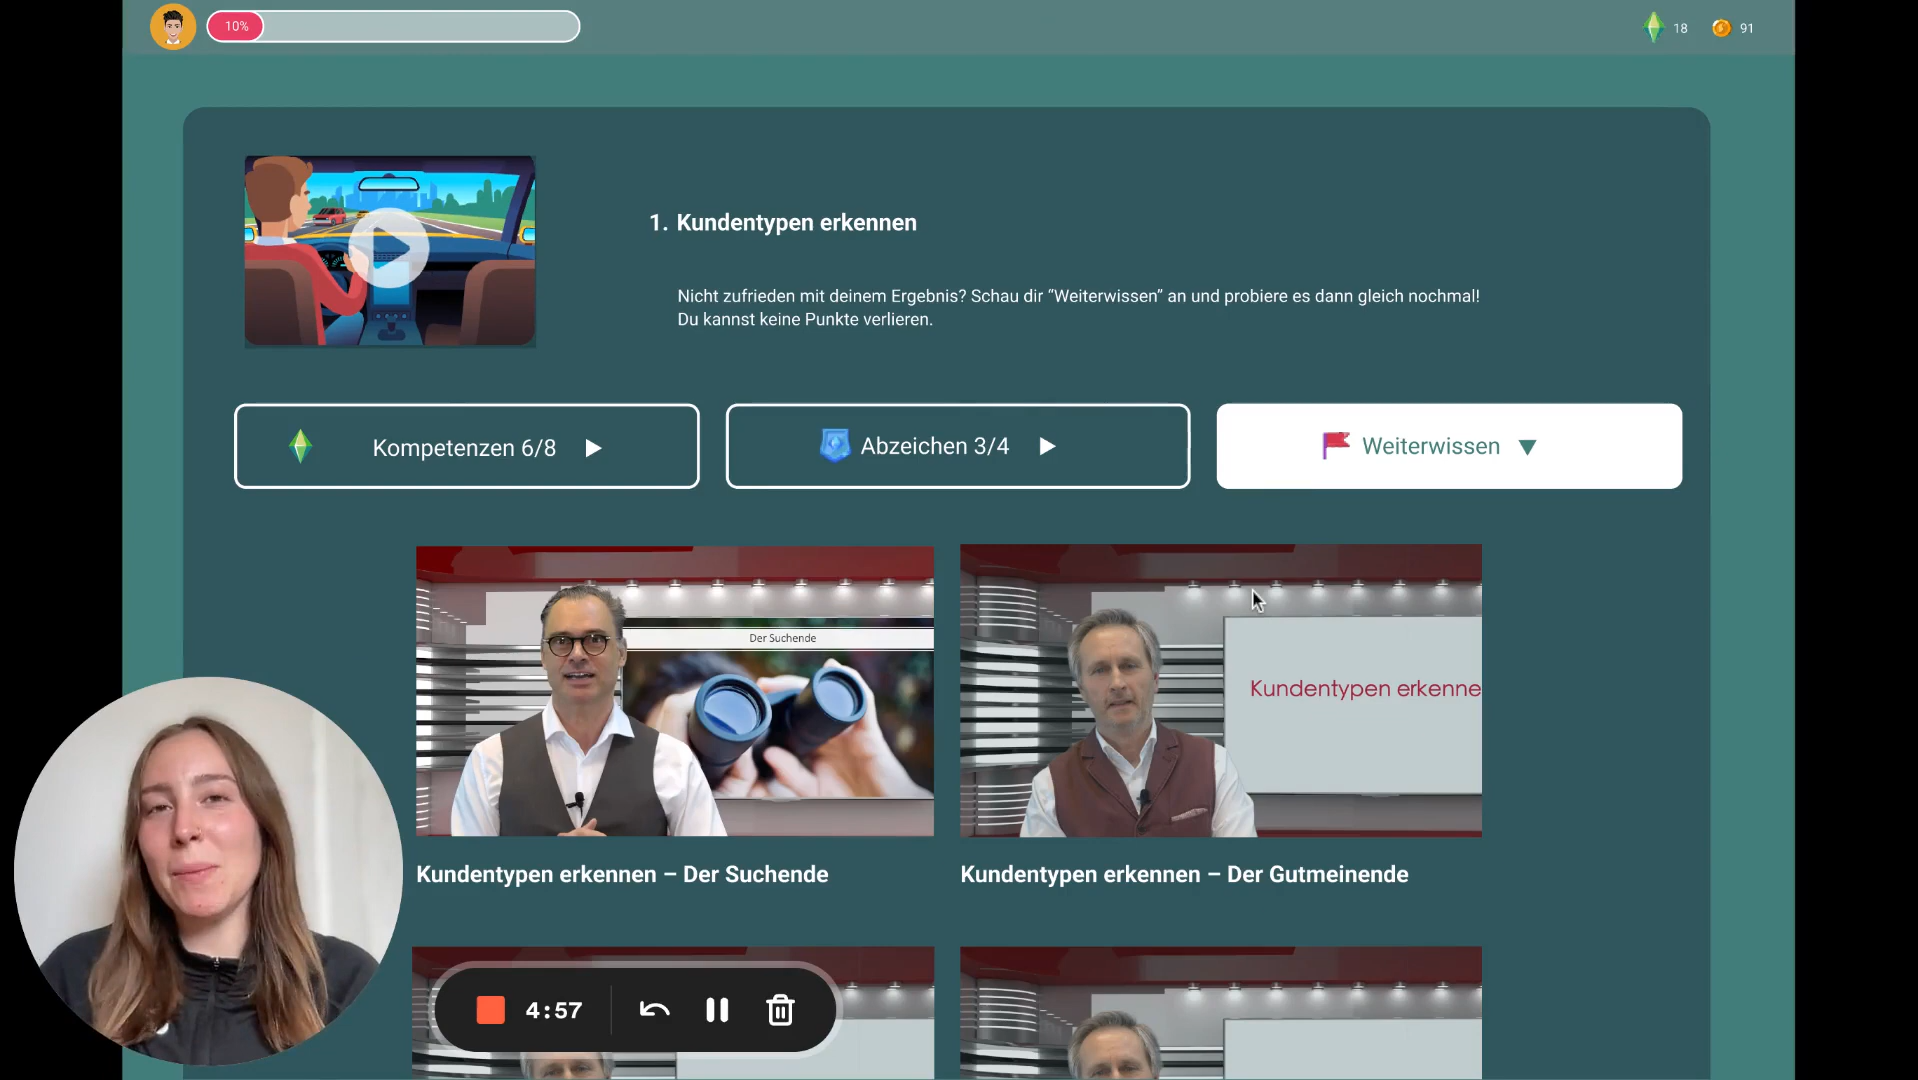 10%
18
91
1. Kundentypen erkennen
Nicht zufrieden mit deinem Ergebnis? Schau dir “Weiterwissen” an und probiere es dann gleich nochmal!
Du kannst keine Punkte verlieren.
Kompetenzen 6/8
Abzeichen 3/4
Weiterwissen
Der Suchende
Kundentypen erkenne
Kundentypen erkennen – Der Suchende
Kundentypen erkennen – Der Gutmeinende
4:57